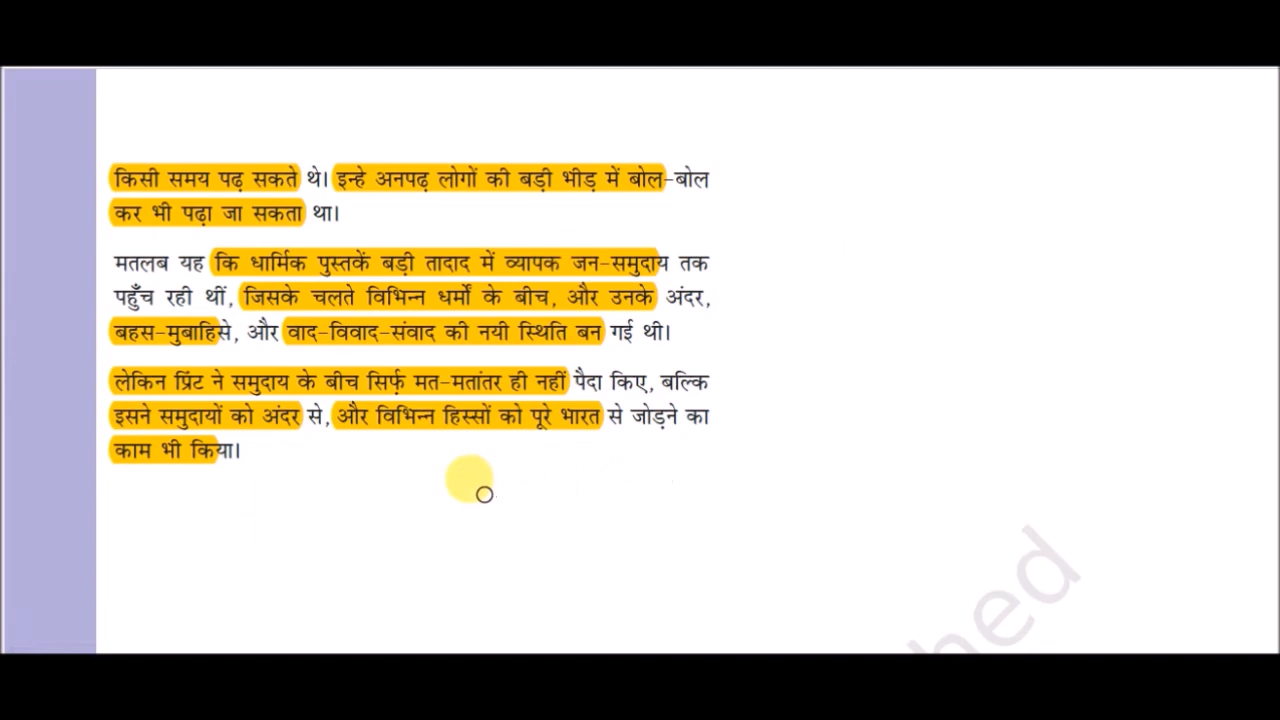 किसी समय पढ़ सकते थे। इन्हे अनपढ़ लोगों की बड़ी भीड़ में बोल-बोल
कर भी पढ़ा जा सकता था।
मतलब यह कि धार्मिक पुस्तकें बड़ी तादाद में व्यापक जन-समुदाय तक
पहुँच रही थीं, जिसके चलते विभिन्न धर्मों के बीच, और उनके अंदर,
बहस-मुबाहिसे, और वाद-विवाद-संवाद की नयी स्थिति बन गई थी।
लेकिन प्रिंट ने समुदाय के बीच सिर्फ़ मत-मतांतर ही नहीं पैदा किए, बल्कि
इसने समुदायों को अंदर से, और विभिन्न हिस्सों को पूरे भारत से जोड़ने का
काम भी किया।
hed